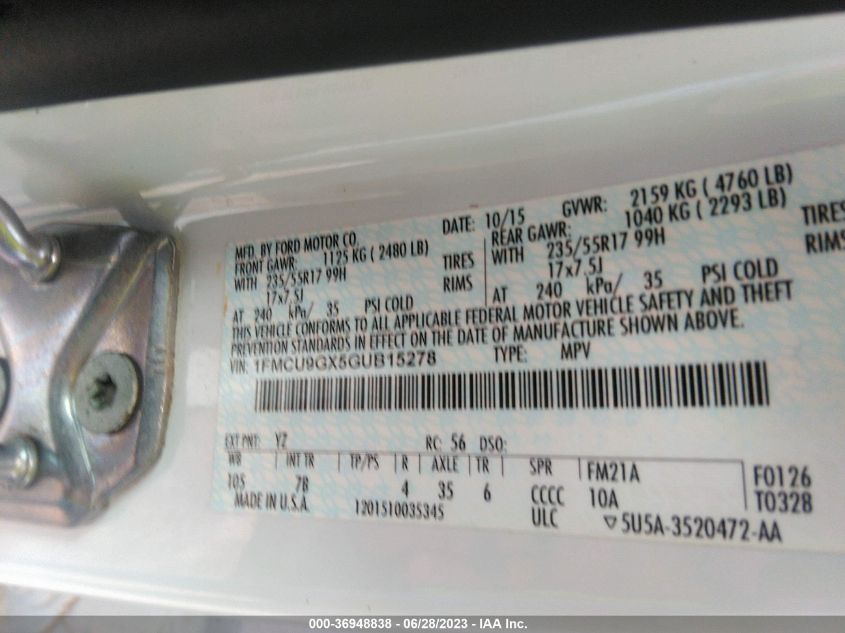 MFD. BY FORD MOTOR CO. DATE: 10/15 GVWR: 2159 KG ( 4760 LB)
FRONT GAWR: 1125 KG ( 2480 LB) REAR GAWR: 1040 KG ( 2293 LB)
WITH 235/55R17 99H TIRES WITH 235/55R17 99H TIRES
17x7.5J RIMS 17x7.5J RIMS
AT 240 kPa/ 35 PSI COLD AT 240 kPa/ 35 PSI COLD
THIS VEHICLE CONFORMS TO ALL APPLICABLE FEDERAL MOTOR VEHICLE SAFETY AND THEFT
PREVENTION STANDARDS IN EFFECT ON THE DATE OF MANUFACTURE SHOWN ABOVE.
VIN: 1FMCU9GX5GUB15278 TYPE: MPV
EXT PNT: YZ RC: 56 DSO:
WB INT TR TP/PS R AXLE TR SPR FM21A F0126
105 7B 4 35 6 CCCC 10A T0328
MADE IN U.S.A. 1201510035345 ULC ▽5U5A-3520472-AA
000-36948838 - 06/28/2023 - IAA Inc.